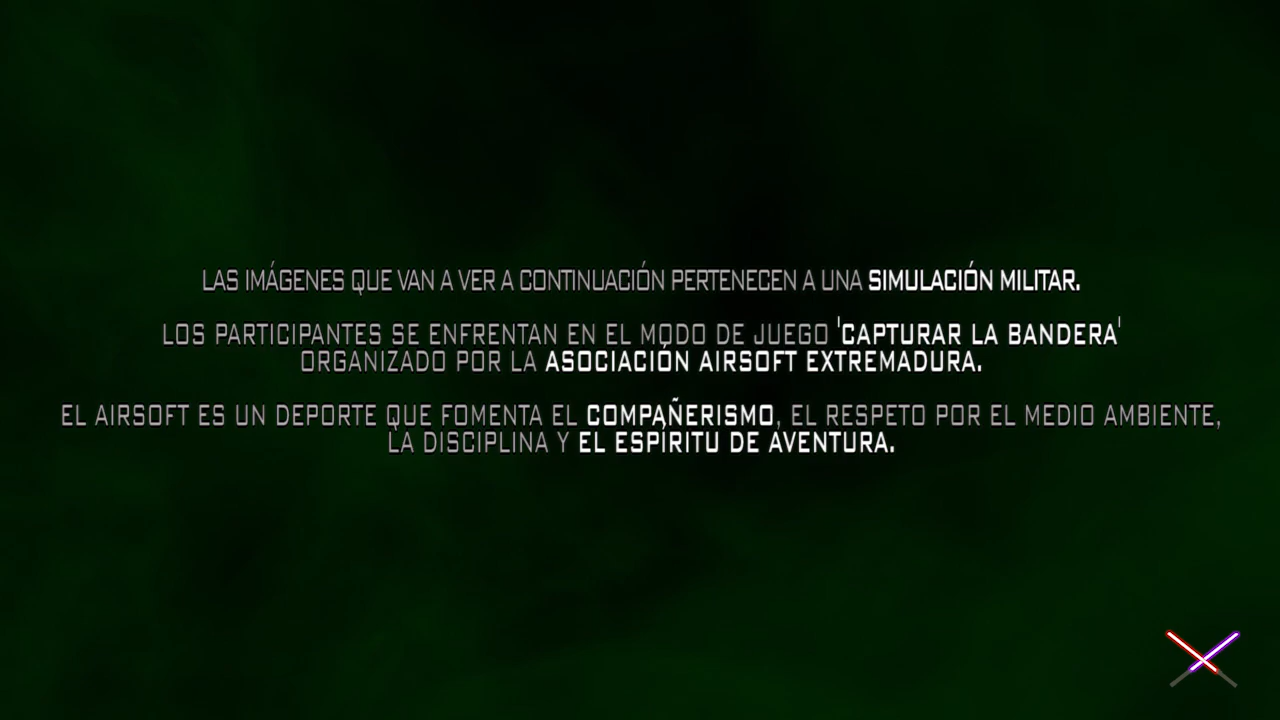 LAS IMÁGENES QUE VAN A VER A CONTINUACIÓN PERTENECEN A UNA SIMULACIÓN MILITAR.
LOS PARTICIPANTES SE ENFRENTAN EN EL MODO DE JUEGO 'CAPTURAR LA BANDERA'
ORGANIZADO POR LA ASOCIACIÓN AIRSOFT EXTREMADURA.
EL AIRSOFT ES UN DEPORTE QUE FOMENTA EL COMPAÑERISMO, EL RESPETO POR EL MEDIO AMBIENTE,
LA DISCIPLINA Y EL ESPÍRITU DE AVENTURA.